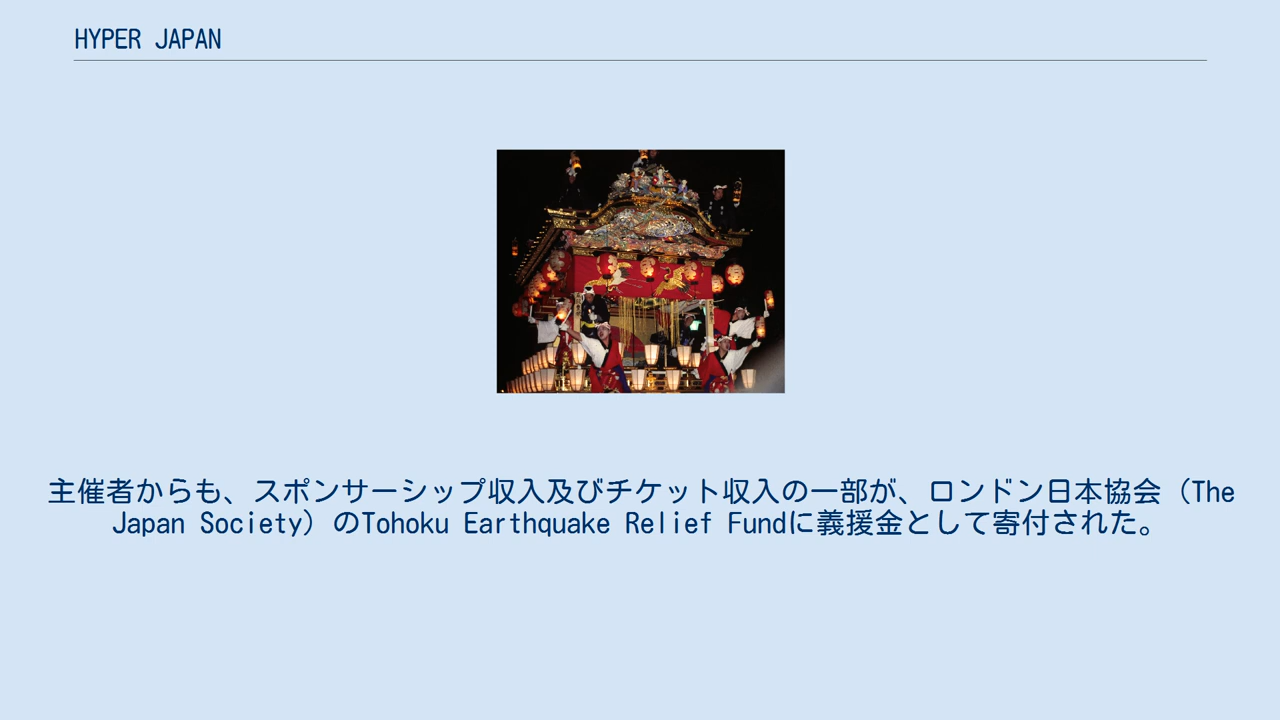 HYPER JAPAN
主催者からも、スポンサーシップ収入及びチケット収入の一部が、ロンドン日本協会（The
Japan Society）のTohoku Earthquake Relief Fundに義援金として寄付された。